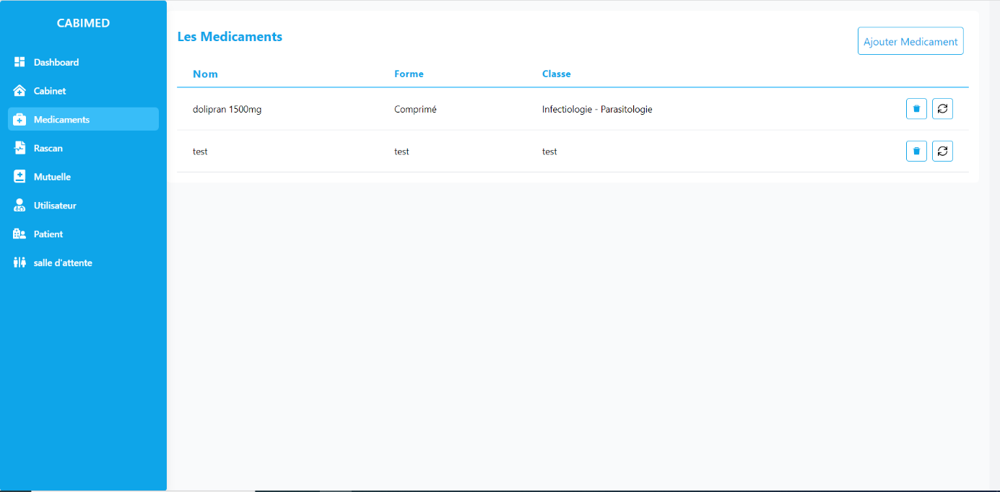 CABIMED
Dashboard
Cabinet
Medicaments
Rascan
Mutuelle
Utilisateur
Patient
salle d'attente
Les Medicaments
Ajouter Medicament
Nom Forme Classe
dolipran 1500mg Comprimé Infectiologie - Parasitologie
test test test